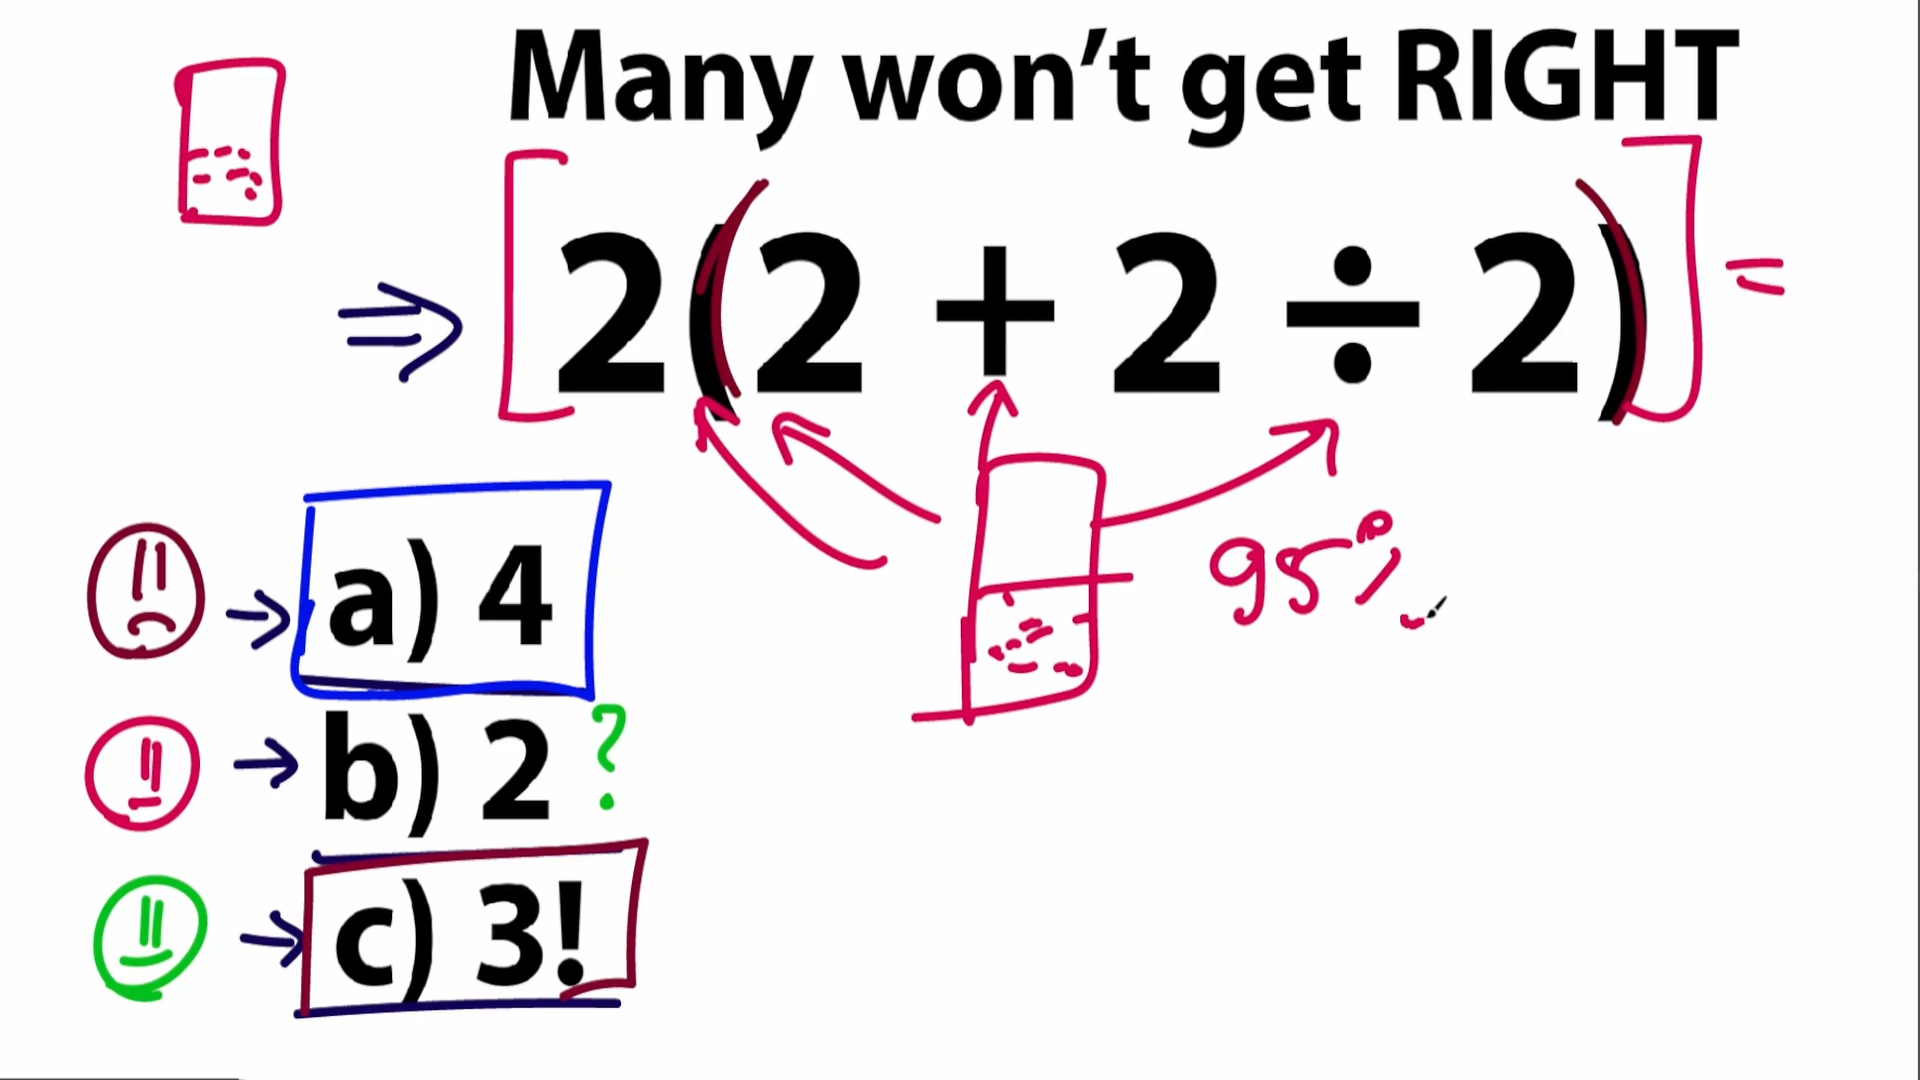 Many won’t get RIGHT
⇒ [2(2 + 2 ÷ 2)] =
95%
→ a) 4
→ b) 2 ?
→ c) 3!